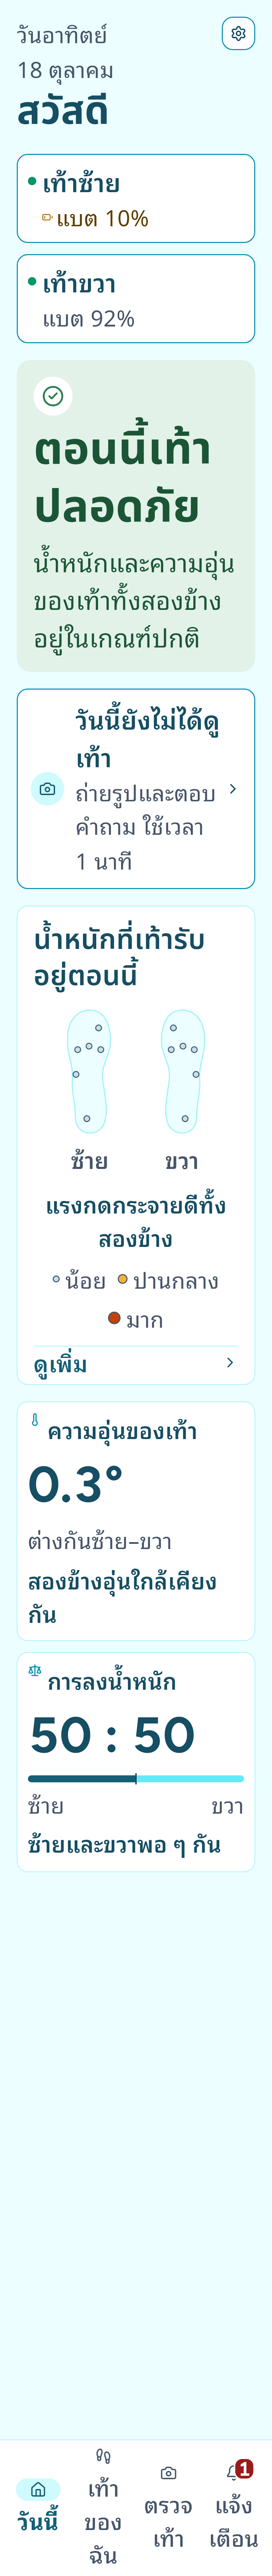 วันอาทิตย์
18 ตุลาคม
สวัสดี
เท้าซ้าย
แบต 10%
เท้าขวา
แบต 92%
ตอนนี้เท้า
ปลอดภัย
น้ำหนักและความอุ่น
ของเท้าทั้งสองข้าง
อยู่ในเกณฑ์ปกติ
วันนี้ยังไม่ได้ดู
เท้า
ถ่ายรูปและตอบ
คำถาม ใช้เวลา
1 นาที
น้ำหนักที่เท้ารับ
อยู่ตอนนี้
ซ้าย ขวา
แรงกดกระจายดีทั้ง
สองข้าง
น้อย ปานกลาง
มาก
ดูเพิ่ม
ความอุ่นของเท้า
0.3°
ต่างกันซ้าย–ขวา
สองข้างอุ่นใกล้เคียง
กัน
การลงน้ำหนัก
50 : 50
ซ้าย ขวา
ซ้ายและขวาพอ ๆ กัน
วันนี้
เท้า
ของ
ฉัน
ตรวจ
เท้า
1
แจ้ง
เตือน